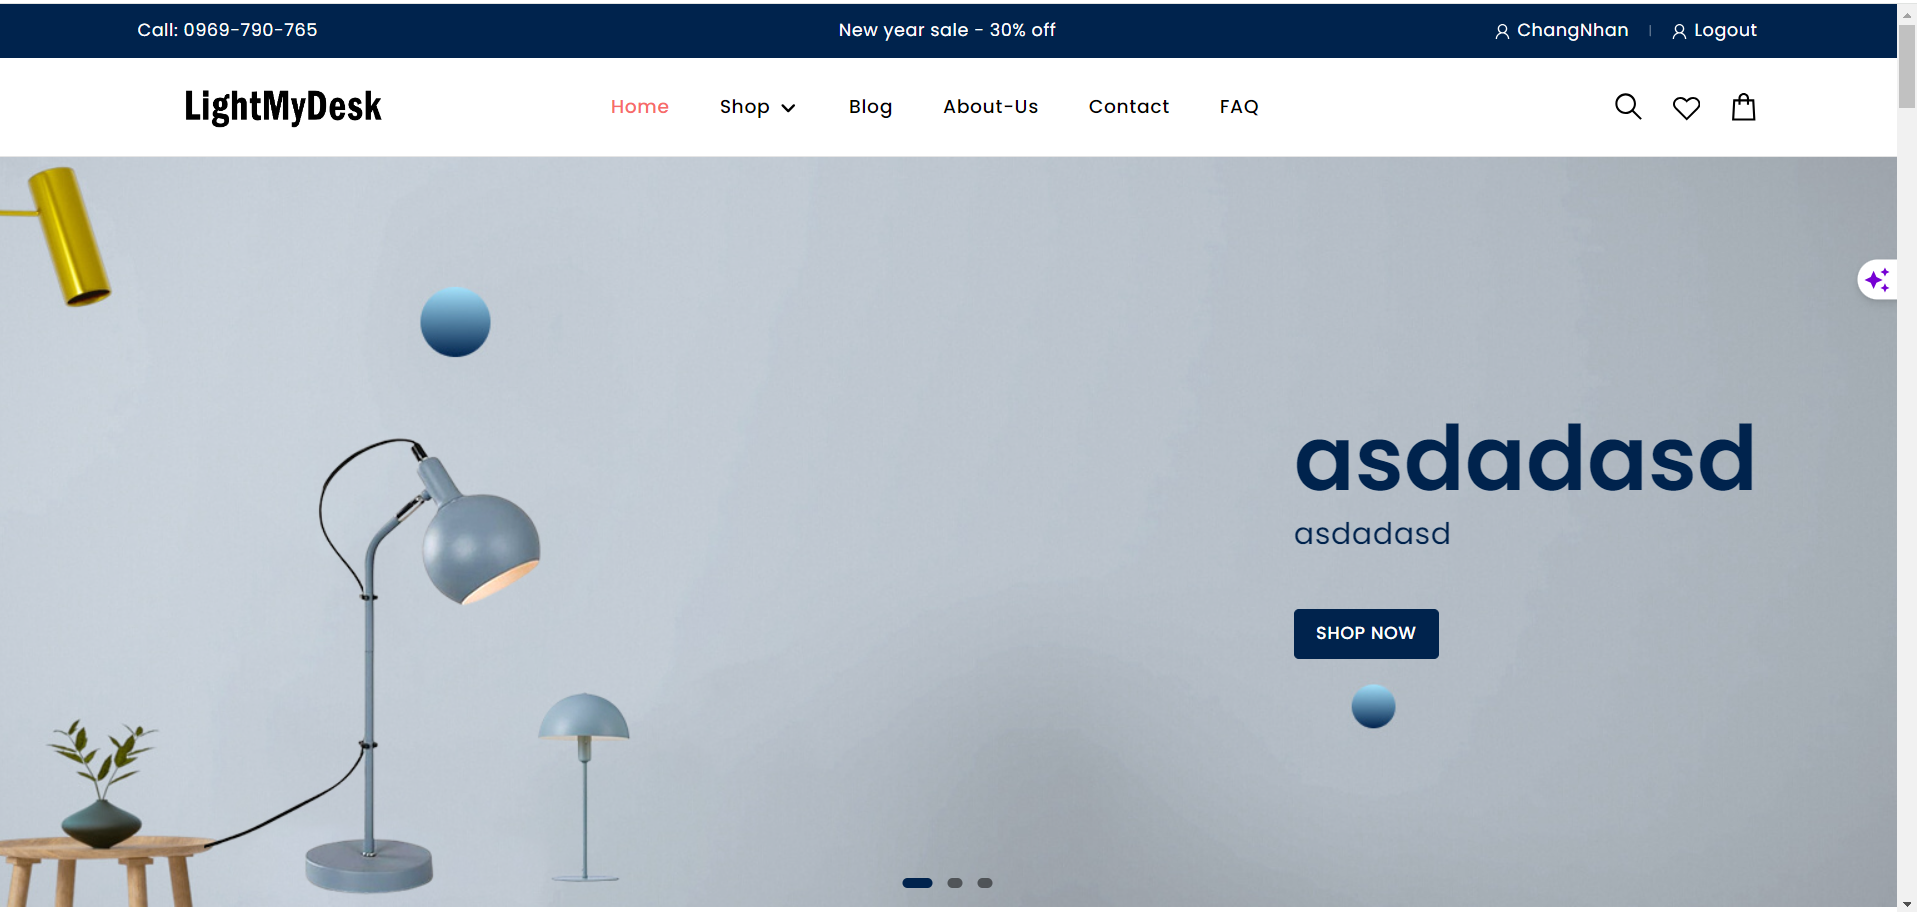 Call: 0969-790-765
New year sale - 30% off
ChangNhan
Logout
LightMyDesk
Home
Shop
Blog
About-Us
Contact
FAQ
asdadasd
asdadasd
SHOP NOW